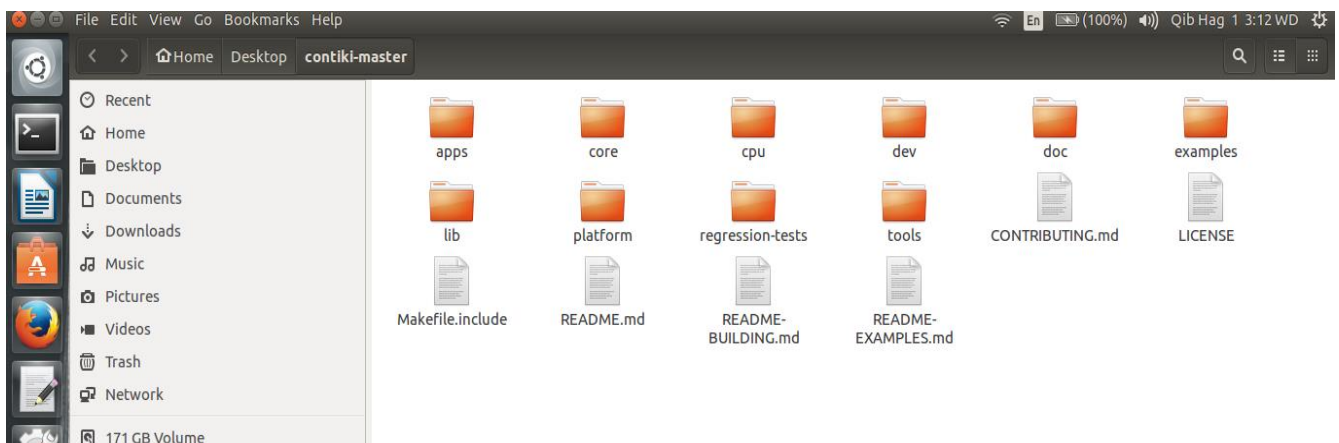 File Edit View Go Bookmarks Help
En (100%) Qib Hag 1 3:12 WD
Home Desktop contiki-master
Recent
Home
Desktop
Documents
Downloads
Music
Pictures
Videos
Trash
Network
171 GB Volume
apps core cpu dev doc examples
lib platform regression-tests tools CONTRIBUTING.md LICENSE
Makefile.include README.md README-BUILDING.md README-EXAMPLES.md